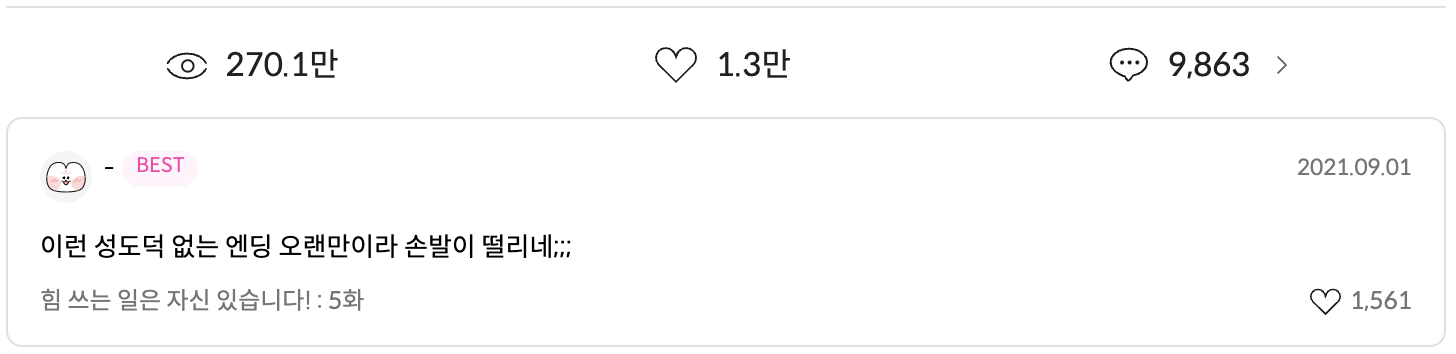 270.1만 1.3만 9,863 >
- BEST 2021.09.01
이런 성도덕 없는 엔딩 오랜만이라 손발이 떨리네;;;
힘 쓰는 일은 자신 있습니다! : 5화 1,561